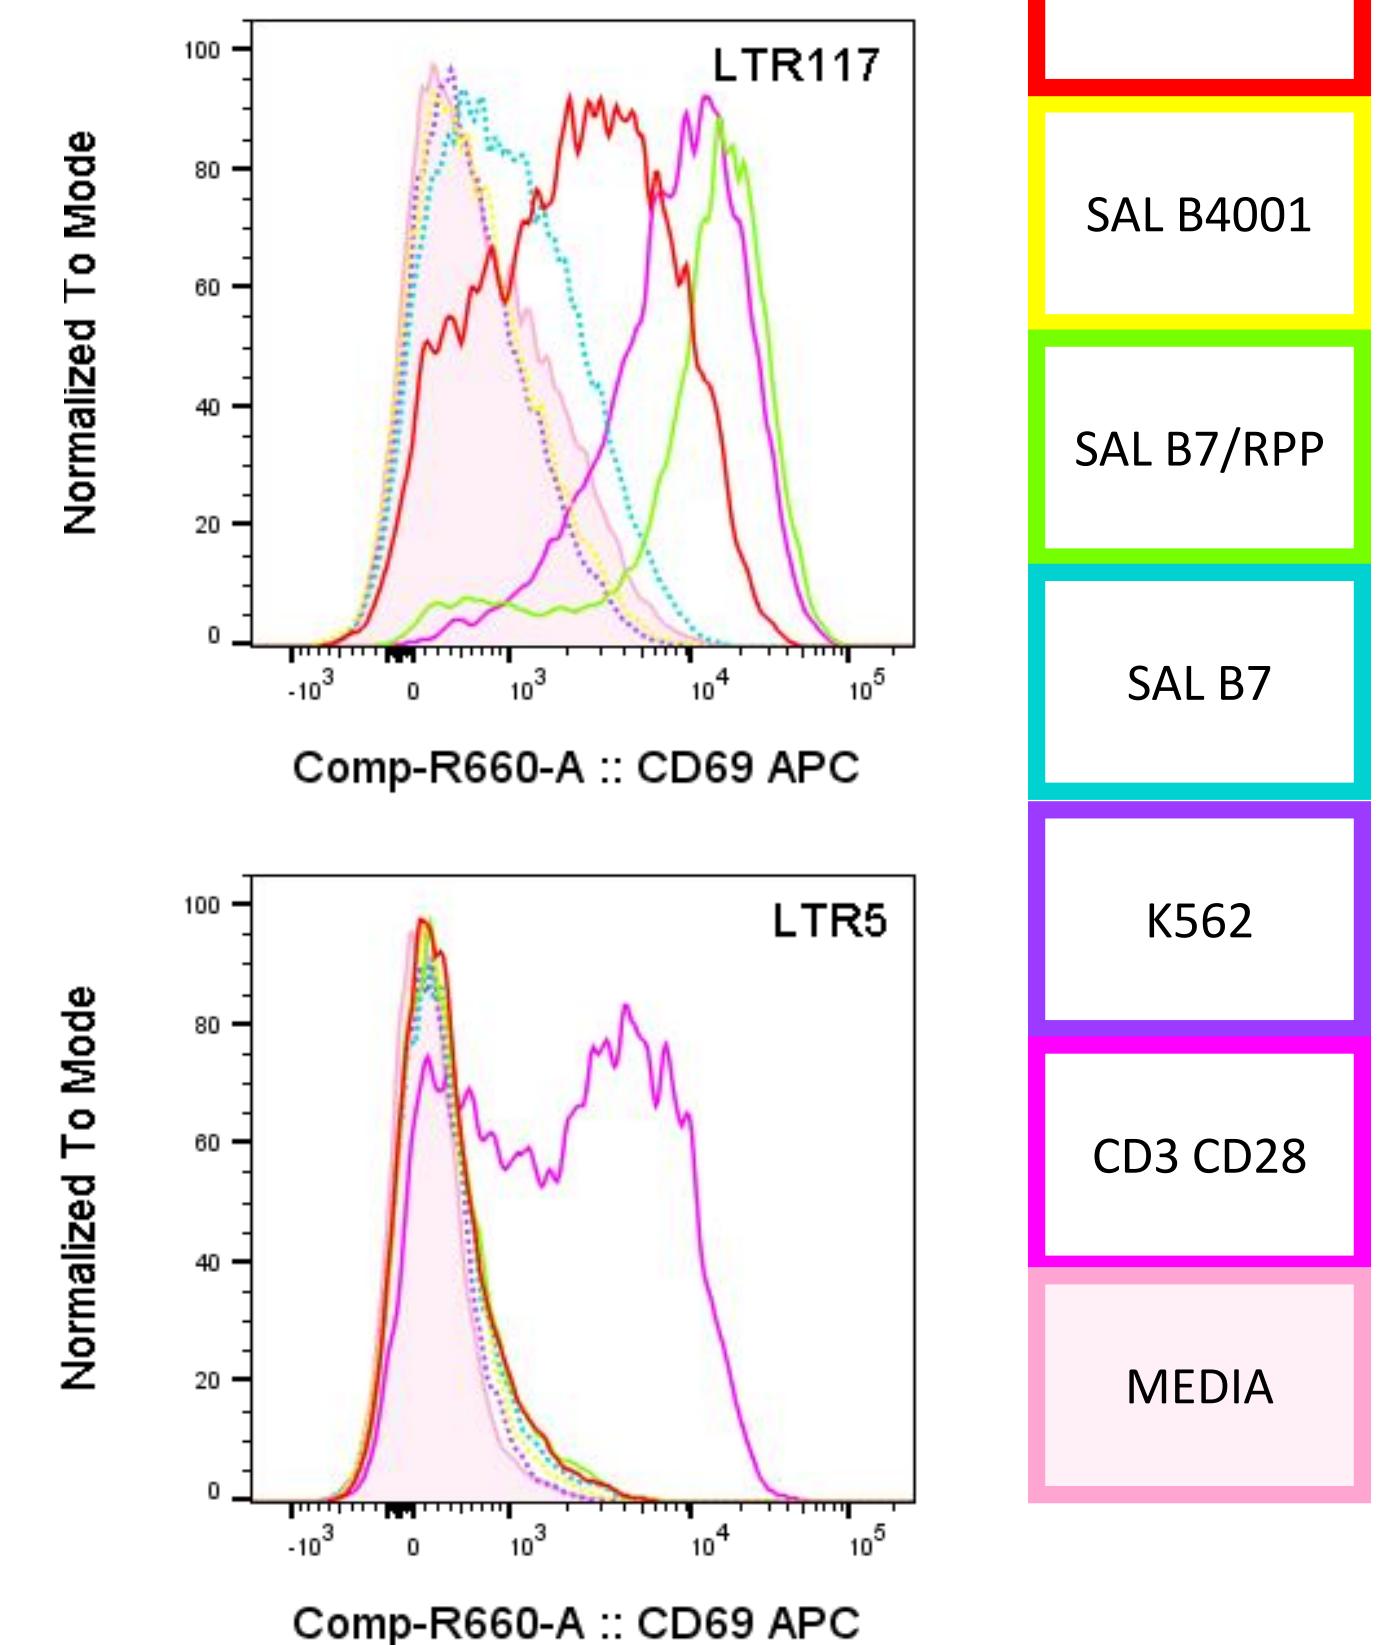 LTR117
Normalized To Mode
100
80
60
40
20
0
-10³ 0 10³ 10⁴ 10⁵
Comp-R660-A :: CD69 APC
LTR5
Normalized To Mode
100
80
60
40
20
0
-10³ 0 10³ 10⁴ 10⁵
Comp-R660-A :: CD69 APC
SAL B4001
SAL B7/RPP
SAL B7
K562
CD3 CD28
MEDIA